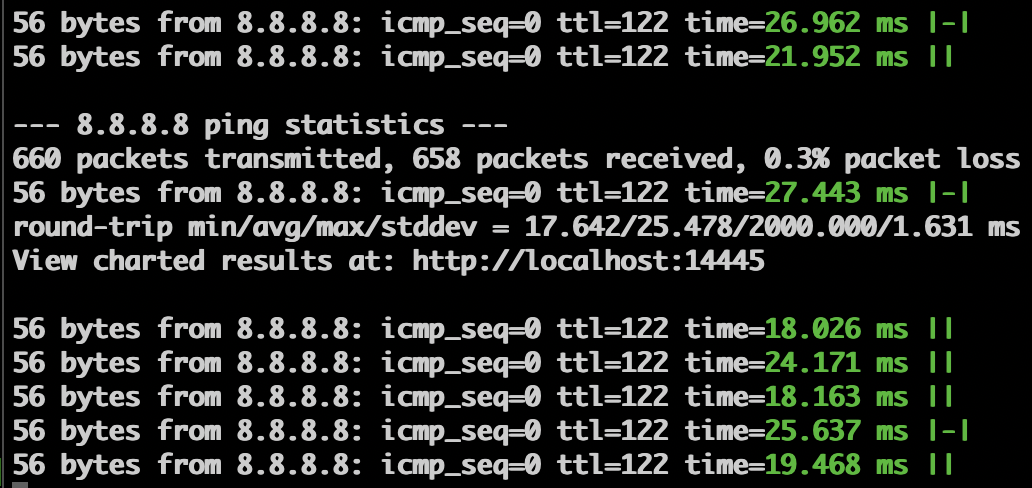 56 bytes from 8.8.8.8: icmp_seq=0 ttl=122 time=26.962 ms |-|
56 bytes from 8.8.8.8: icmp_seq=0 ttl=122 time=21.952 ms ||
--- 8.8.8.8 ping statistics ---
660 packets transmitted, 658 packets received, 0.3% packet loss
56 bytes from 8.8.8.8: icmp_seq=0 ttl=122 time=27.443 ms |-|
round-trip min/avg/max/stddev = 17.642/25.478/2000.000/1.631 ms
View charted results at: http://localhost:14445
56 bytes from 8.8.8.8: icmp_seq=0 ttl=122 time=18.026 ms ||
56 bytes from 8.8.8.8: icmp_seq=0 ttl=122 time=24.171 ms ||
56 bytes from 8.8.8.8: icmp_seq=0 ttl=122 time=18.163 ms ||
56 bytes from 8.8.8.8: icmp_seq=0 ttl=122 time=25.637 ms |-|
56 bytes from 8.8.8.8: icmp_seq=0 ttl=122 time=19.468 ms ||